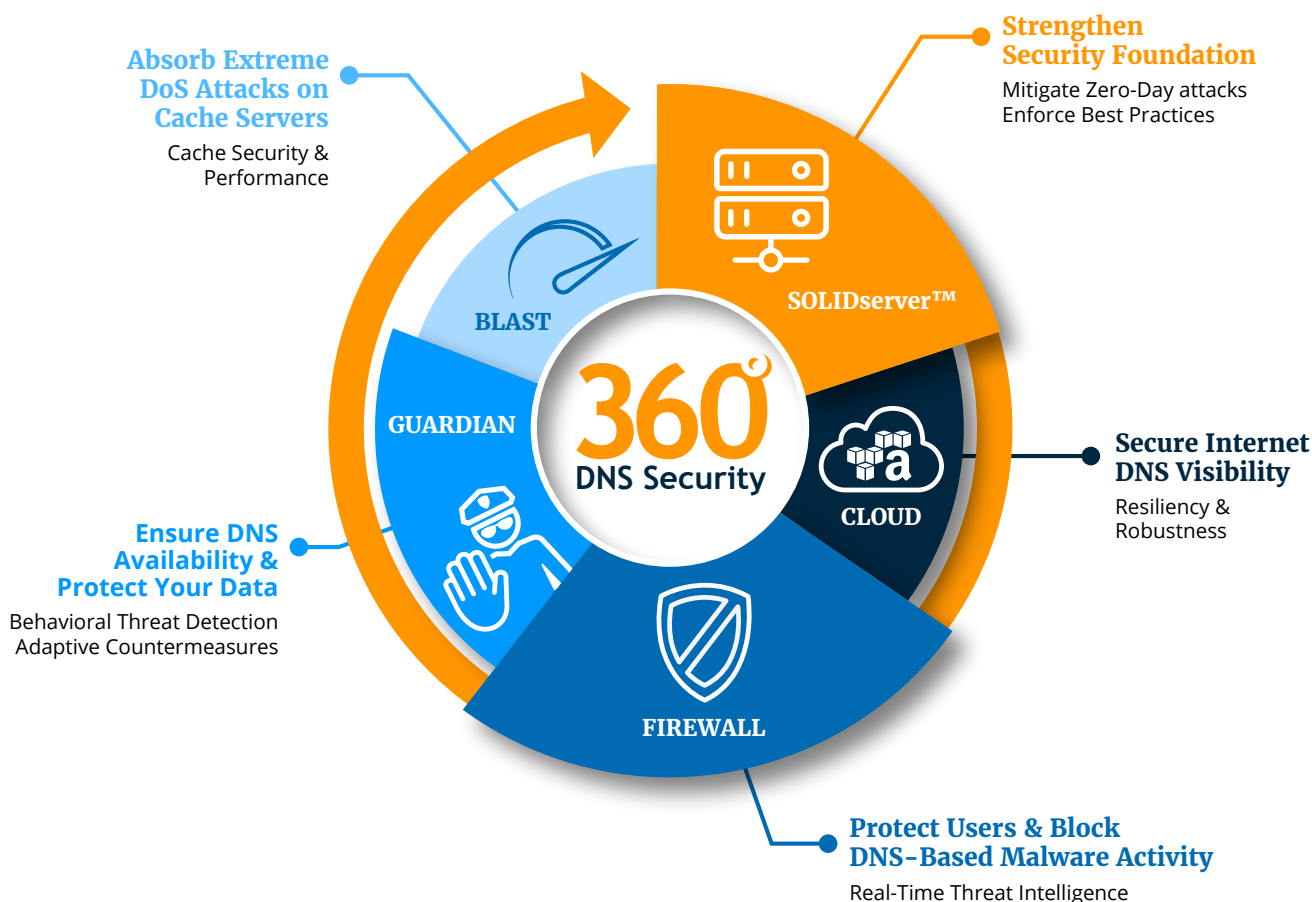 Absorb Extreme
DoS Attacks on
Cache Servers
Cache Security &
Performance
Strengthen
Security Foundation
Mitigate Zero-Day attacks
Enforce Best Practices
SOLIDserver™
BLAST
GUARDIAN
360°
DNS Security
a
CLOUD
Secure Internet
DNS Visibility
Resiliency &
Robustness
Ensure DNS
Availability &
Protect Your Data
Behavioral Threat Detection
Adaptive Countermeasures
FIREWALL
Protect Users & Block
DNS-Based Malware Activity
Real-Time Threat Intelligence